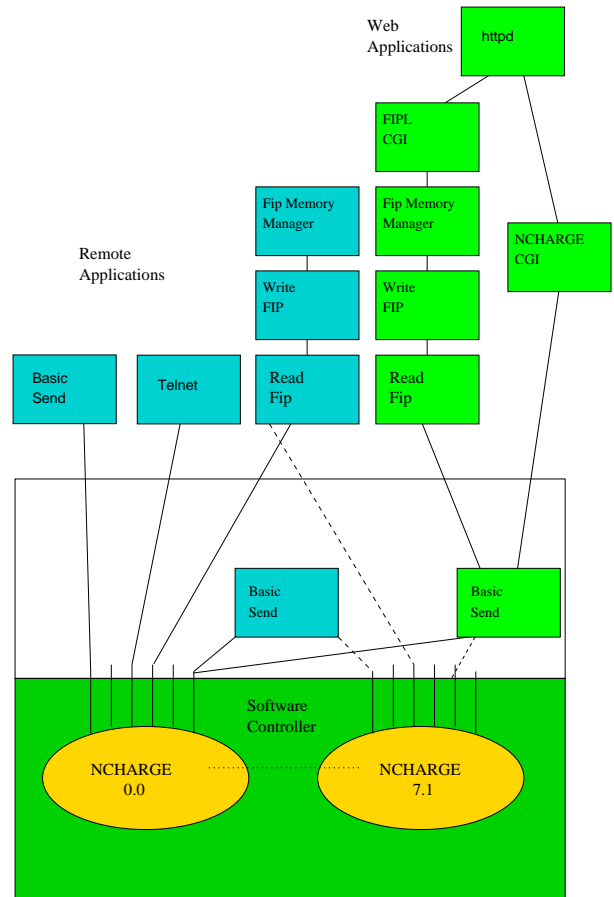 Web
Applications
httpd
FIPL
CGI
Fip Memory
Manager
Fip Memory
Manager
NCHARGE
CGI
Remote
Applications
Write
FIP
Write
FIP
Basic
Send
Telnet
Read
Fip
Read
Fip
Basic
Send
Basic
Send
Software
Controller
NCHARGE
0.0
NCHARGE
7.1